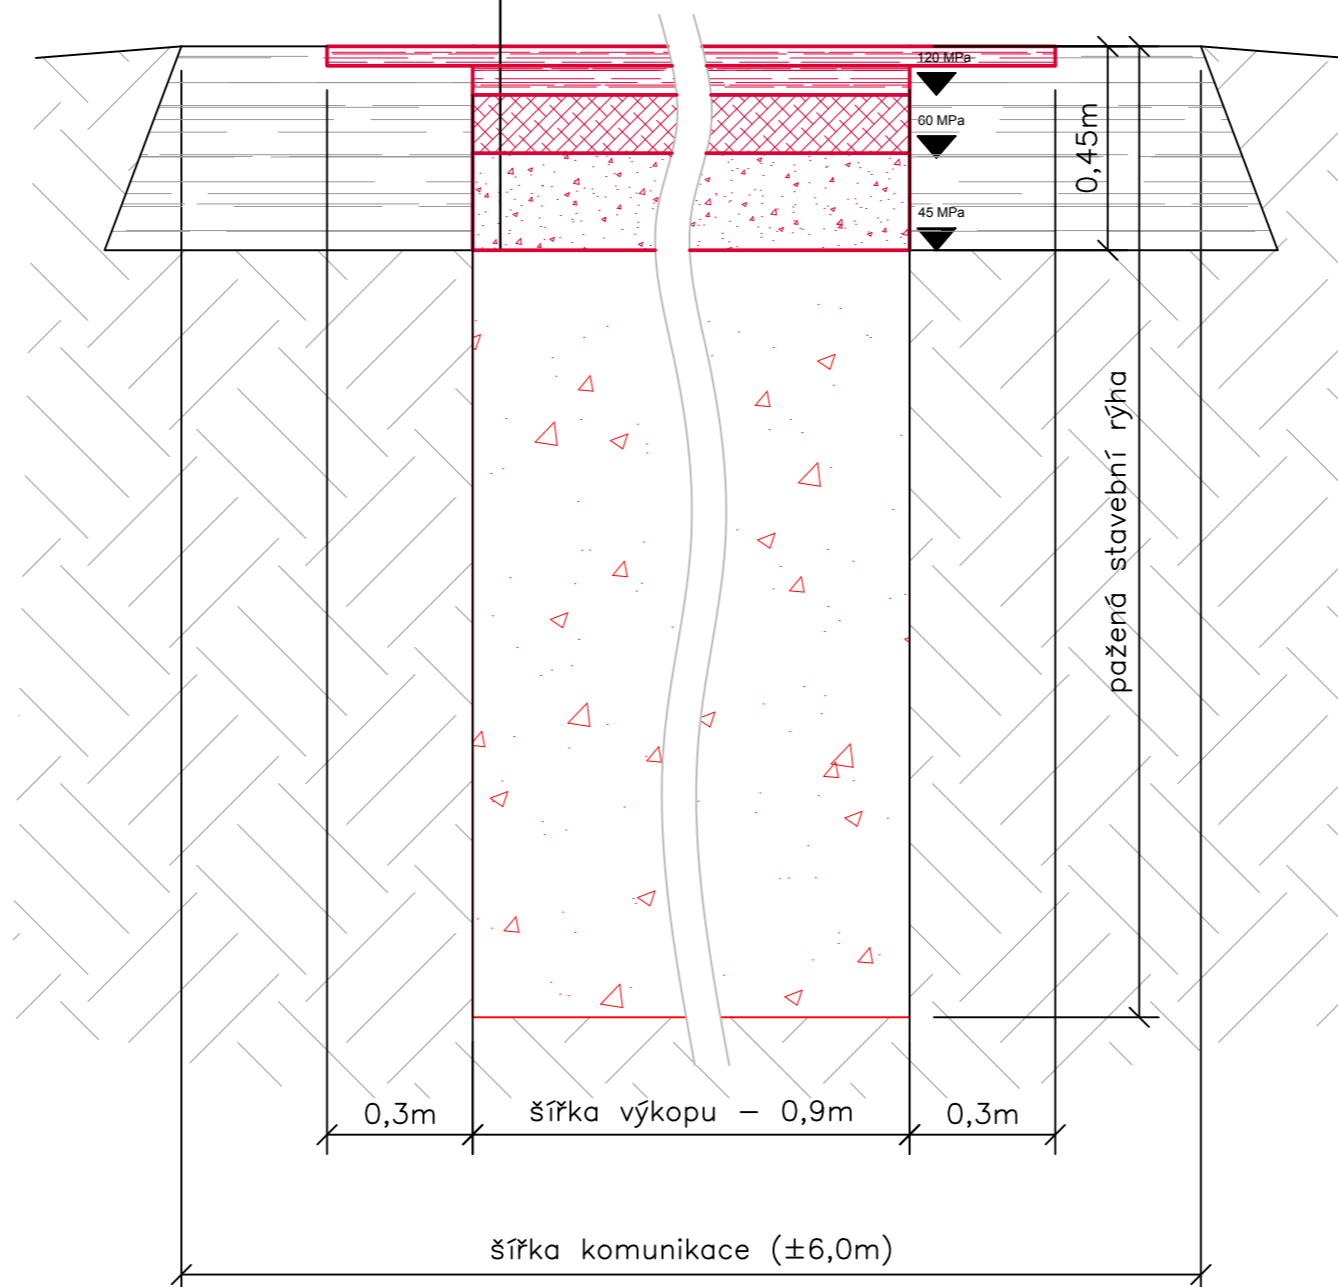 120 MPa
60 MPa
45 MPa
0,45m
pažená stavební rýha
0,3m
šířka výkopu – 0,9m
0,3m
šířka komunikace (±6,0m)